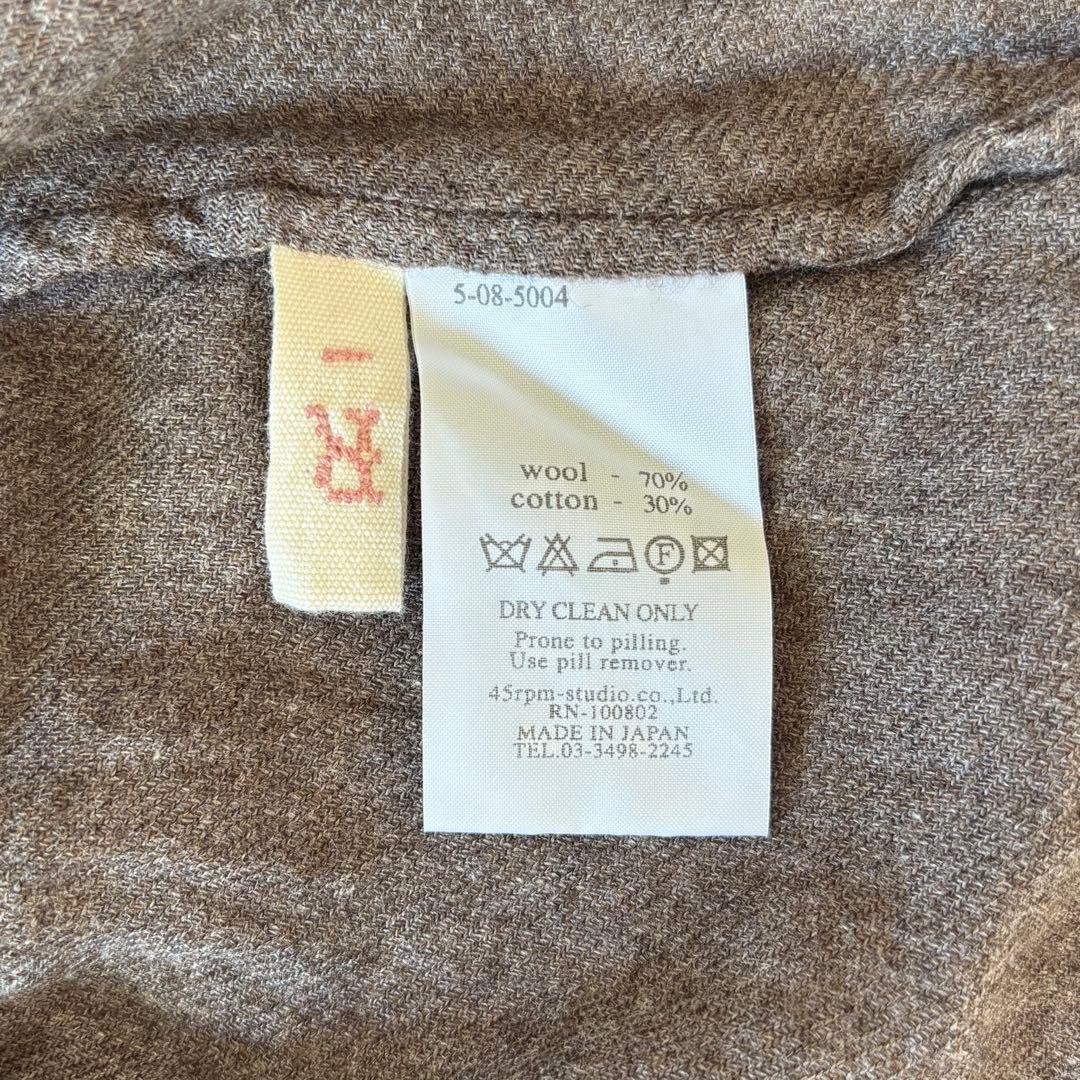 R -
5-08-5004
wool - 70%
cotton - 30%
F
DRY CLEAN ONLY
Prone to pilling.
Use pill remover.
45rpm-studio.co.,Ltd.
RN-100802
MADE IN JAPAN
TEL.03-3498-2245